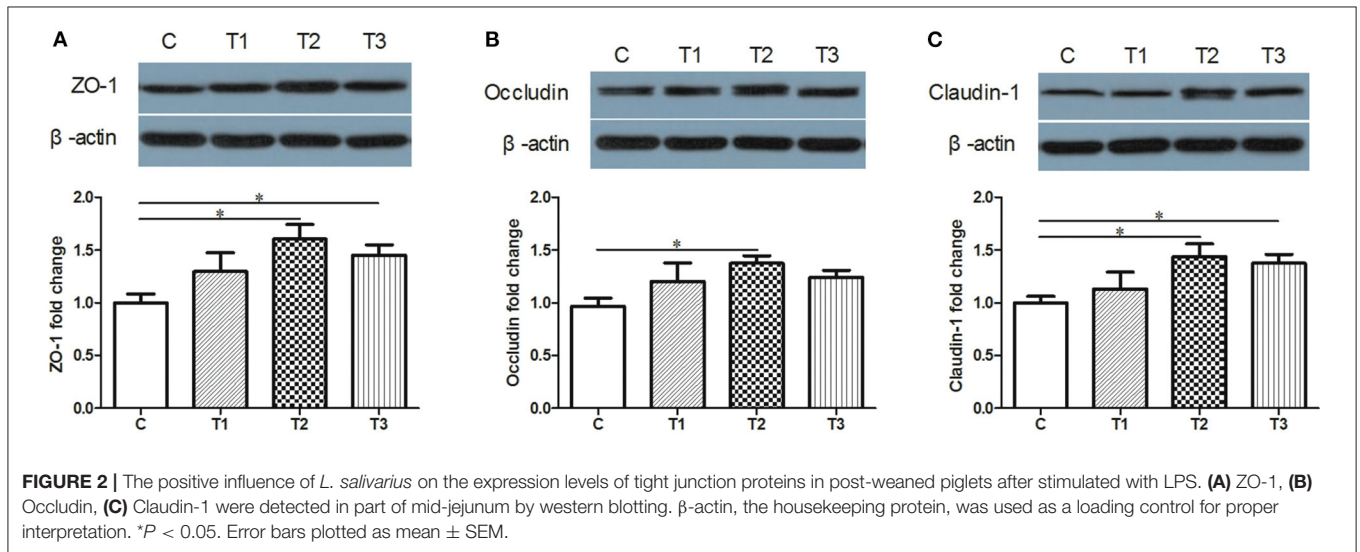 A
C T1 T2 T3
ZO-1
β -actin
2.0
1.5
1.0
0.5
0.0
ZO-1 fold change
*
*
C T1 T2 T3
B
C T1 T2 T3
Occludin
β -actin
2.0
1.5
1.0
0.5
0.0
Occludin fold change
*
C T1 T2 T3
C
C T1 T2 T3
Claudin-1
β -actin
2.0
1.5
1.0
0.5
0.0
Claudin-1 fold change
*
*
C T1 T2 T3
FIGURE 2 | The positive influence of L. salivarius on the expression levels of tight junction proteins in post-weaned piglets after stimulated with LPS. (A) ZO-1, (B)
Occludin, (C) Claudin-1 were detected in part of mid-jejunum by western blotting. β-actin, the housekeeping protein, was used as a loading control for proper
interpretation. *P < 0.05. Error bars plotted as mean ± SEM.